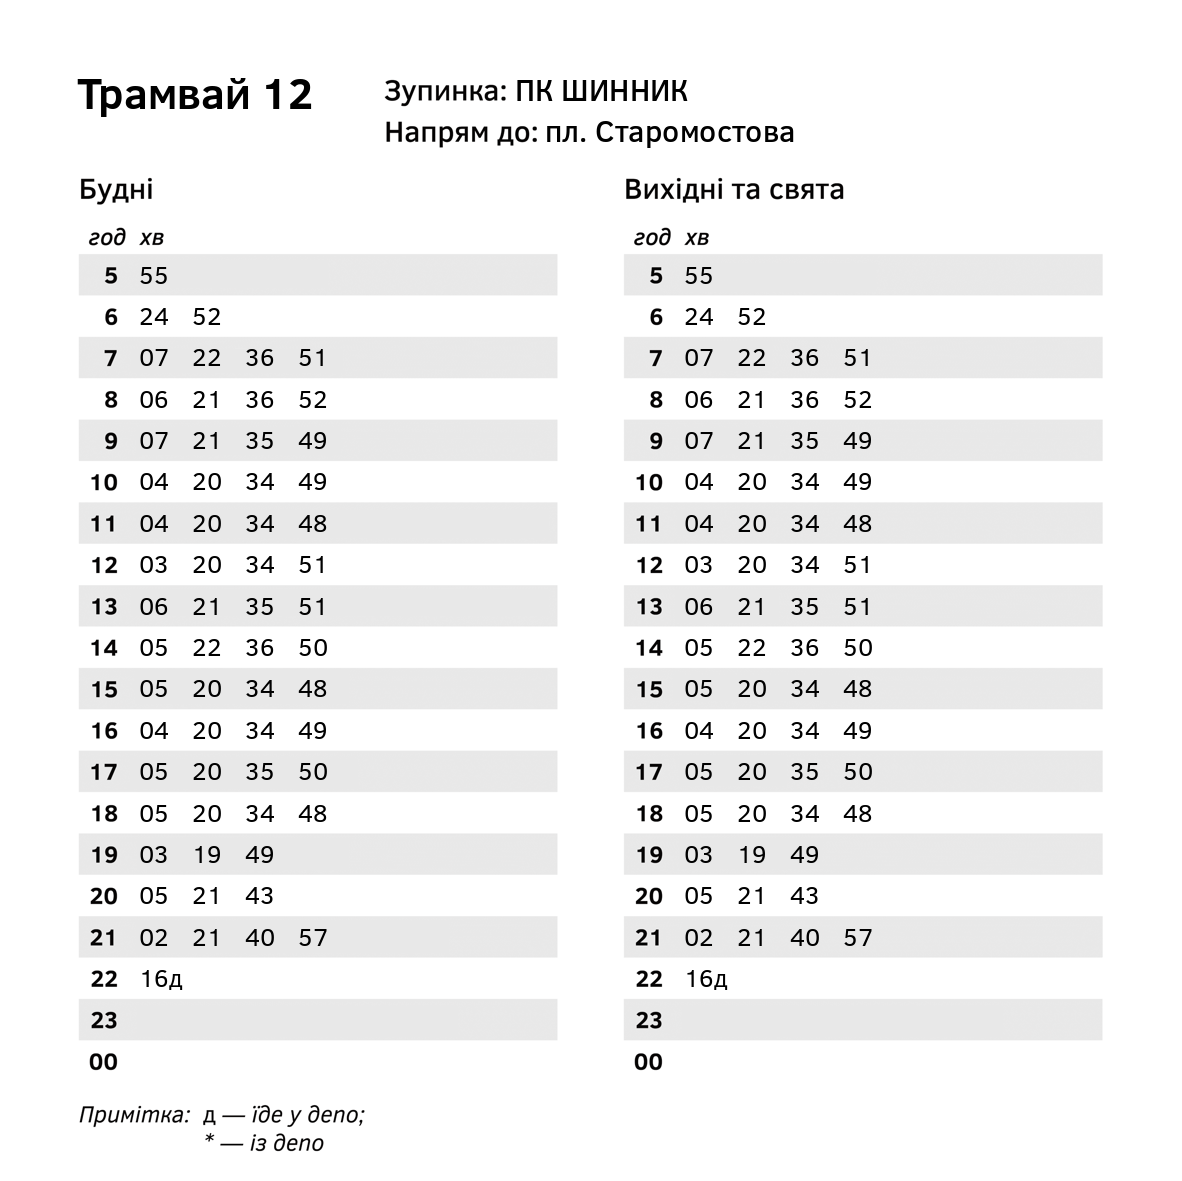 Трамвай 12
Зупинка: ПК ШИННИК
Напрям до: пл. Старомостова
Будні
год хв
5 55
6 24 52
7 07 22 36 51
8 06 21 36 52
9 07 21 35 49
10 04 20 34 49
11 04 20 34 48
12 03 20 34 51
13 06 21 35 51
14 05 22 36 50
15 05 20 34 48
16 04 20 34 49
17 05 20 35 50
18 05 20 34 48
19 03 19 49
20 05 21 43
21 02 21 40 57
22 16д
23
00
Вихідні та свята
год хв
5 55
6 24 52
7 07 22 36 51
8 06 21 36 52
9 07 21 35 49
10 04 20 34 49
11 04 20 34 48
12 03 20 34 51
13 06 21 35 51
14 05 22 36 50
15 05 20 34 48
16 04 20 34 49
17 05 20 35 50
18 05 20 34 48
19 03 19 49
20 05 21 43
21 02 21 40 57
22 16д
23
00
Примітка: д — їде у депо;
* — із депо